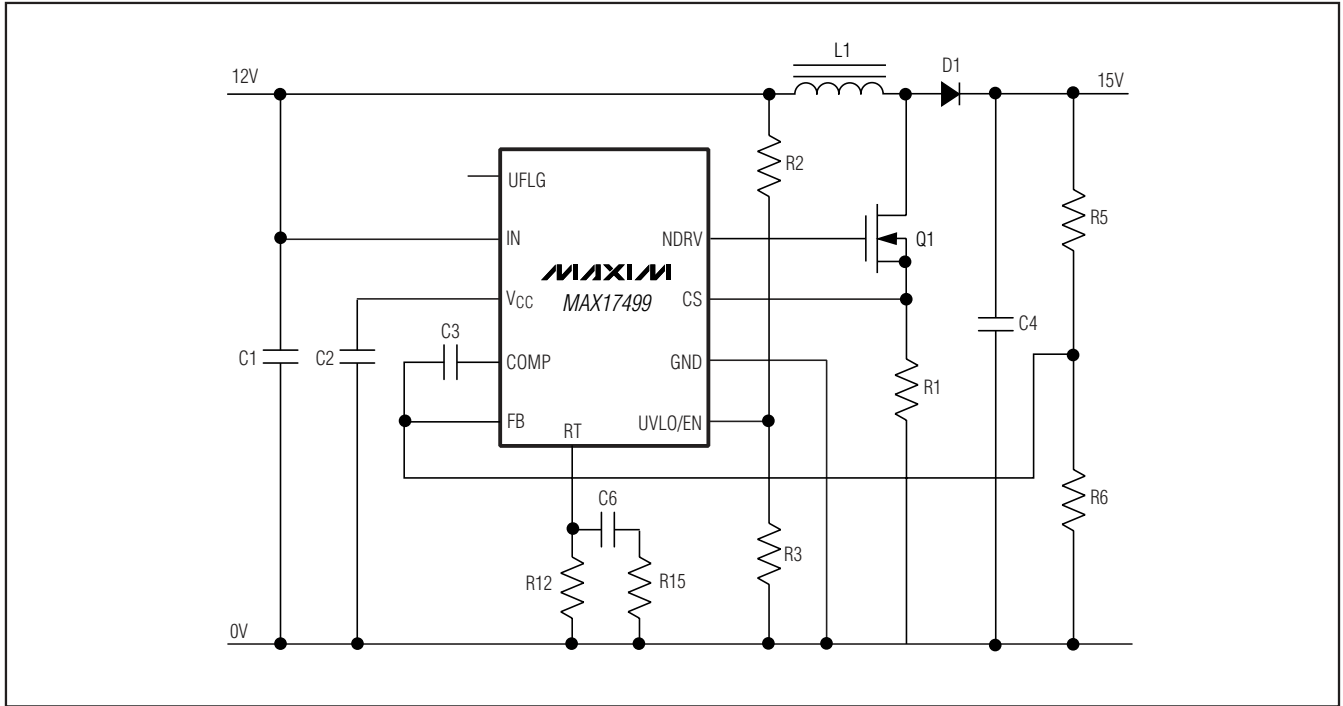 L1
D1
12V
15V
R2
UFLG
R5
IN
NDRV
Q1
MAXIM
MAX17499
VCC
CS
C3
C4
C1
C2
COMP
GND
R1
FB
UVLO/EN
RT
C6
R6
R3
R12
R15
0V